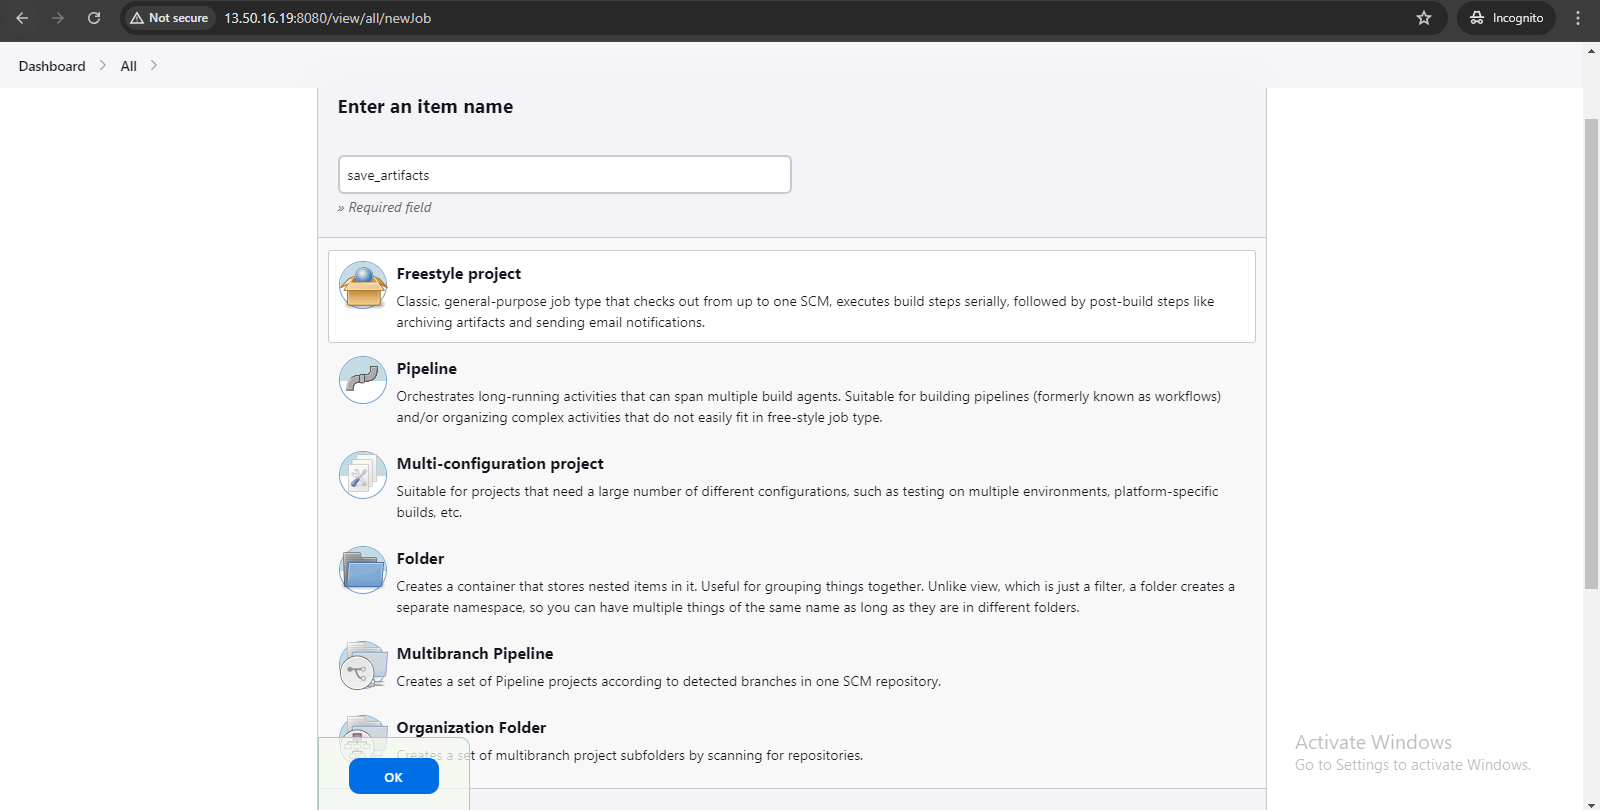 Not secure
13.50.16.19:8080/view/all/newJob
Incognito
Dashboard
All
Enter an item name
save_artifacts
» Required field
Freestyle project
Classic, general-purpose job type that checks out from up to one SCM, executes build steps serially, followed by post-build steps like
archiving artifacts and sending email notifications.
Pipeline
Orchestrates long-running activities that can span multiple build agents. Suitable for building pipelines (formerly known as workflows)
and/or organizing complex activities that do not easily fit in free-style job type.
Multi-configuration project
Suitable for projects that need a large number of different configurations, such as testing on multiple environments, platform-specific
builds, etc.
Folder
Creates a container that stores nested items in it. Useful for grouping things together. Unlike view, which is just a filter, a folder creates a
separate namespace, so you can have multiple things of the same name as long as they are in different folders.
Multibranch Pipeline
Creates a set of Pipeline projects according to detected branches in one SCM repository.
Organization Folder
Creates a set of multibranch project subfolders by scanning for repositories.
OK
Activate Windows
Go to Settings to activate Windows.